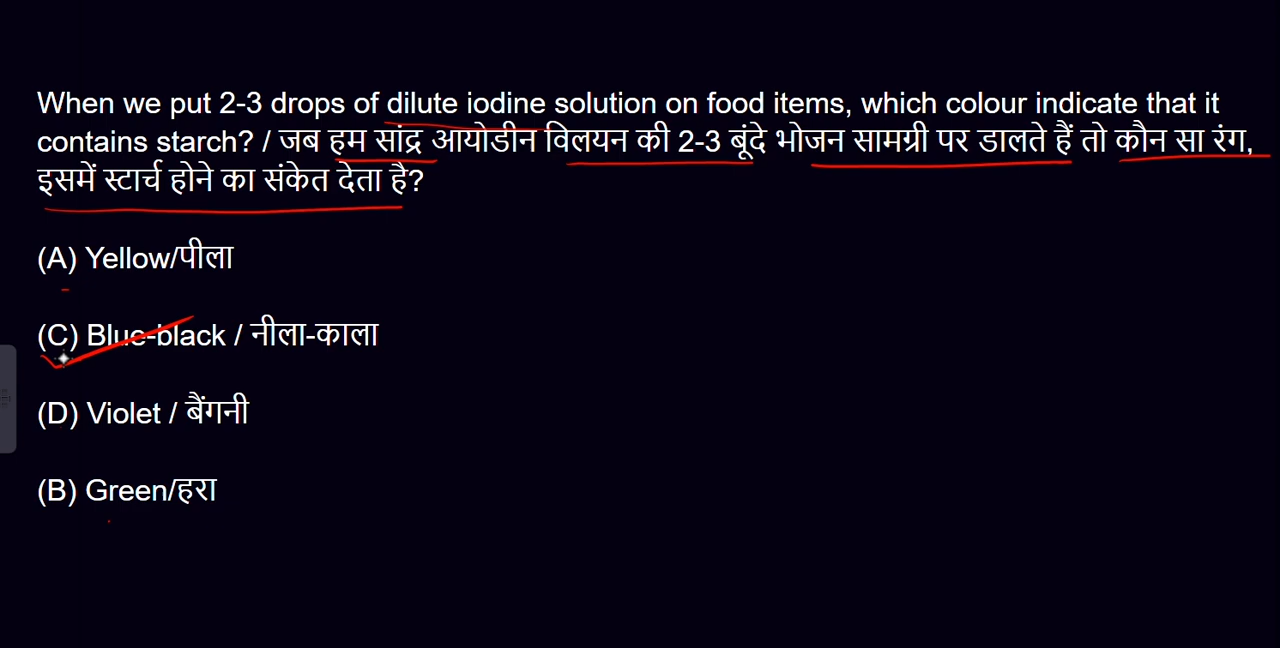 When we put 2-3 drops of dilute iodine solution on food items, which colour indicate that it
contains starch? / जब हम सांद्र आयोडीन विलयन की 2-3 बूंदे भोजन सामग्री पर डालते हैं तो कौन सा रंग,
इसमें स्टार्च होने का संकेत देता है?
(A) Yellow/पीला
(C) Blue-black / नीला-काला
(D) Violet / बैंगनी
(B) Green/हरा